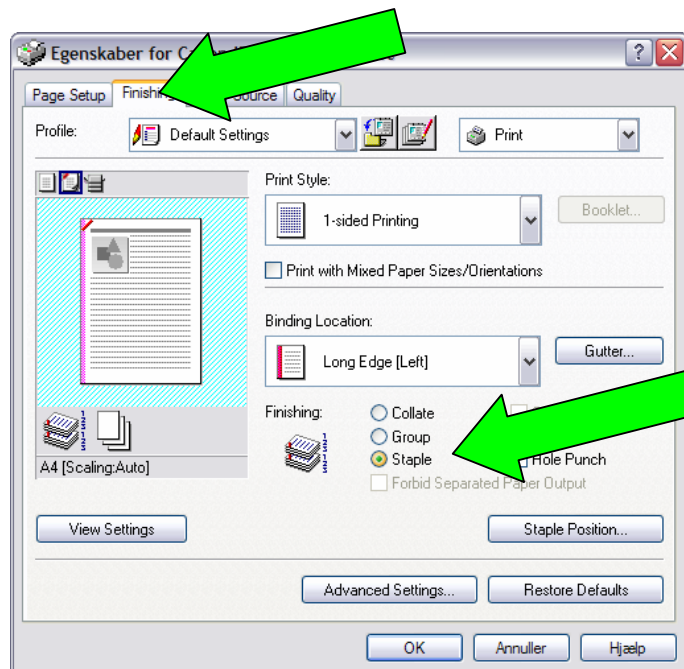 Egenskaber for
Page Setup Finishing Quality
Profile: Default Settings Print
Print Style:
1-sided Printing Booklet...
Print with Mixed Paper Sizes/Orientations
Binding Location:
Long Edge [Left] Gutter...
Finishing: Collate
Group
Staple Hole Punch
Forbid Separated Paper Output
A4 [Scaling:Auto]
View Settings Staple Position...
Advanced Settings... Restore Defaults
OK Annuller Hjælp